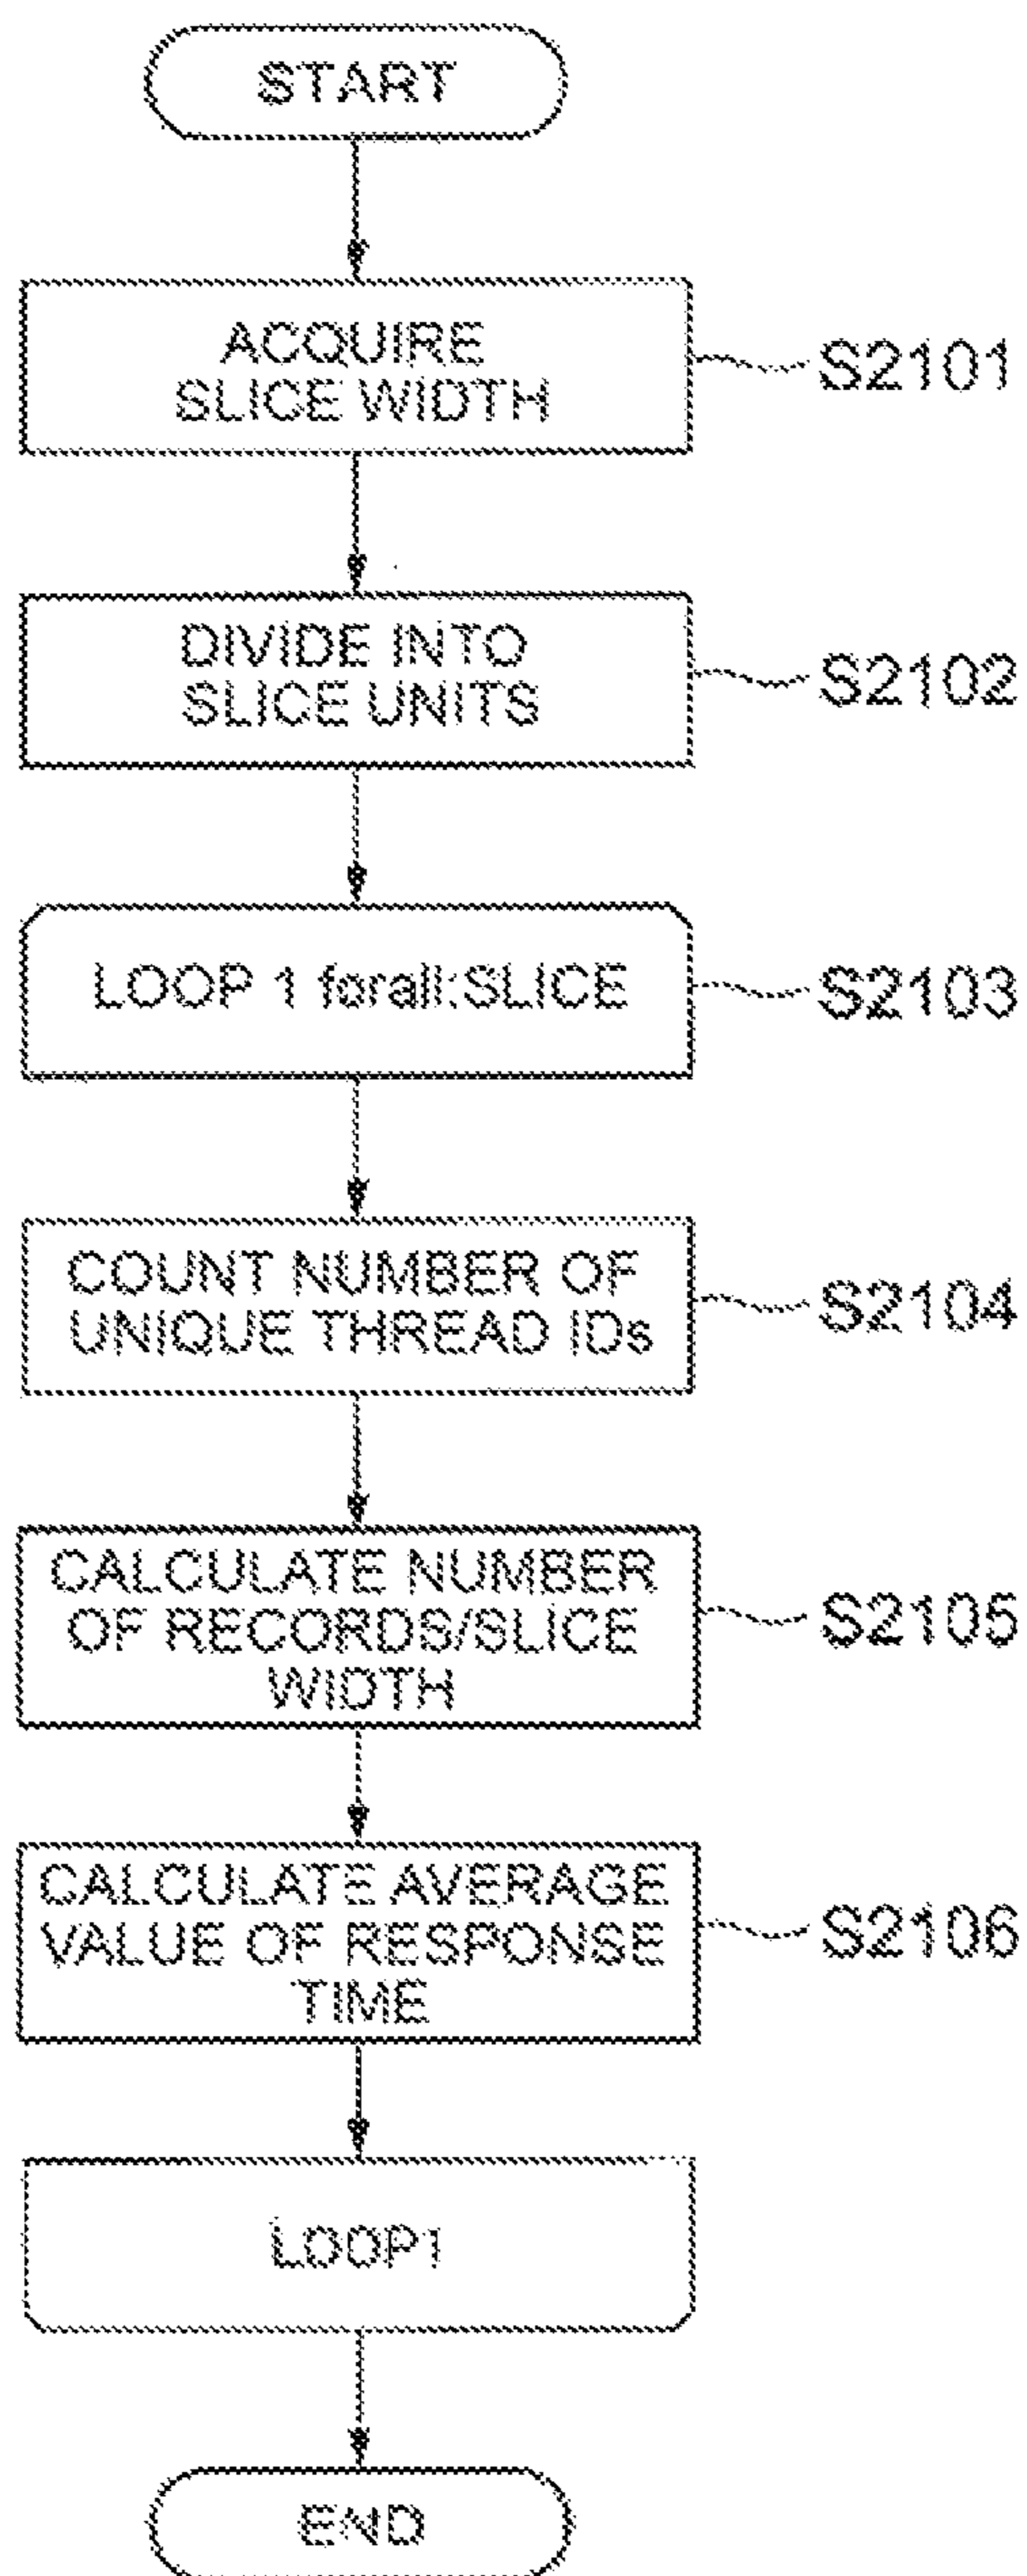 START
ACQUIRE
SLICE WIDTH
S2101
DIVIDE INTO
SLICE UNITS
S2102
LOOP 1 forall:SLICE
S2103
COUNT NUMBER OF
UNIQUE THREAD IDs
S2104
CALCULATE NUMBER
OF RECORDS/SLICE
WIDTH
S2105
CALCULATE AVERAGE
VALUE OF RESPONSE
TIME
S2106
LOOP1
END